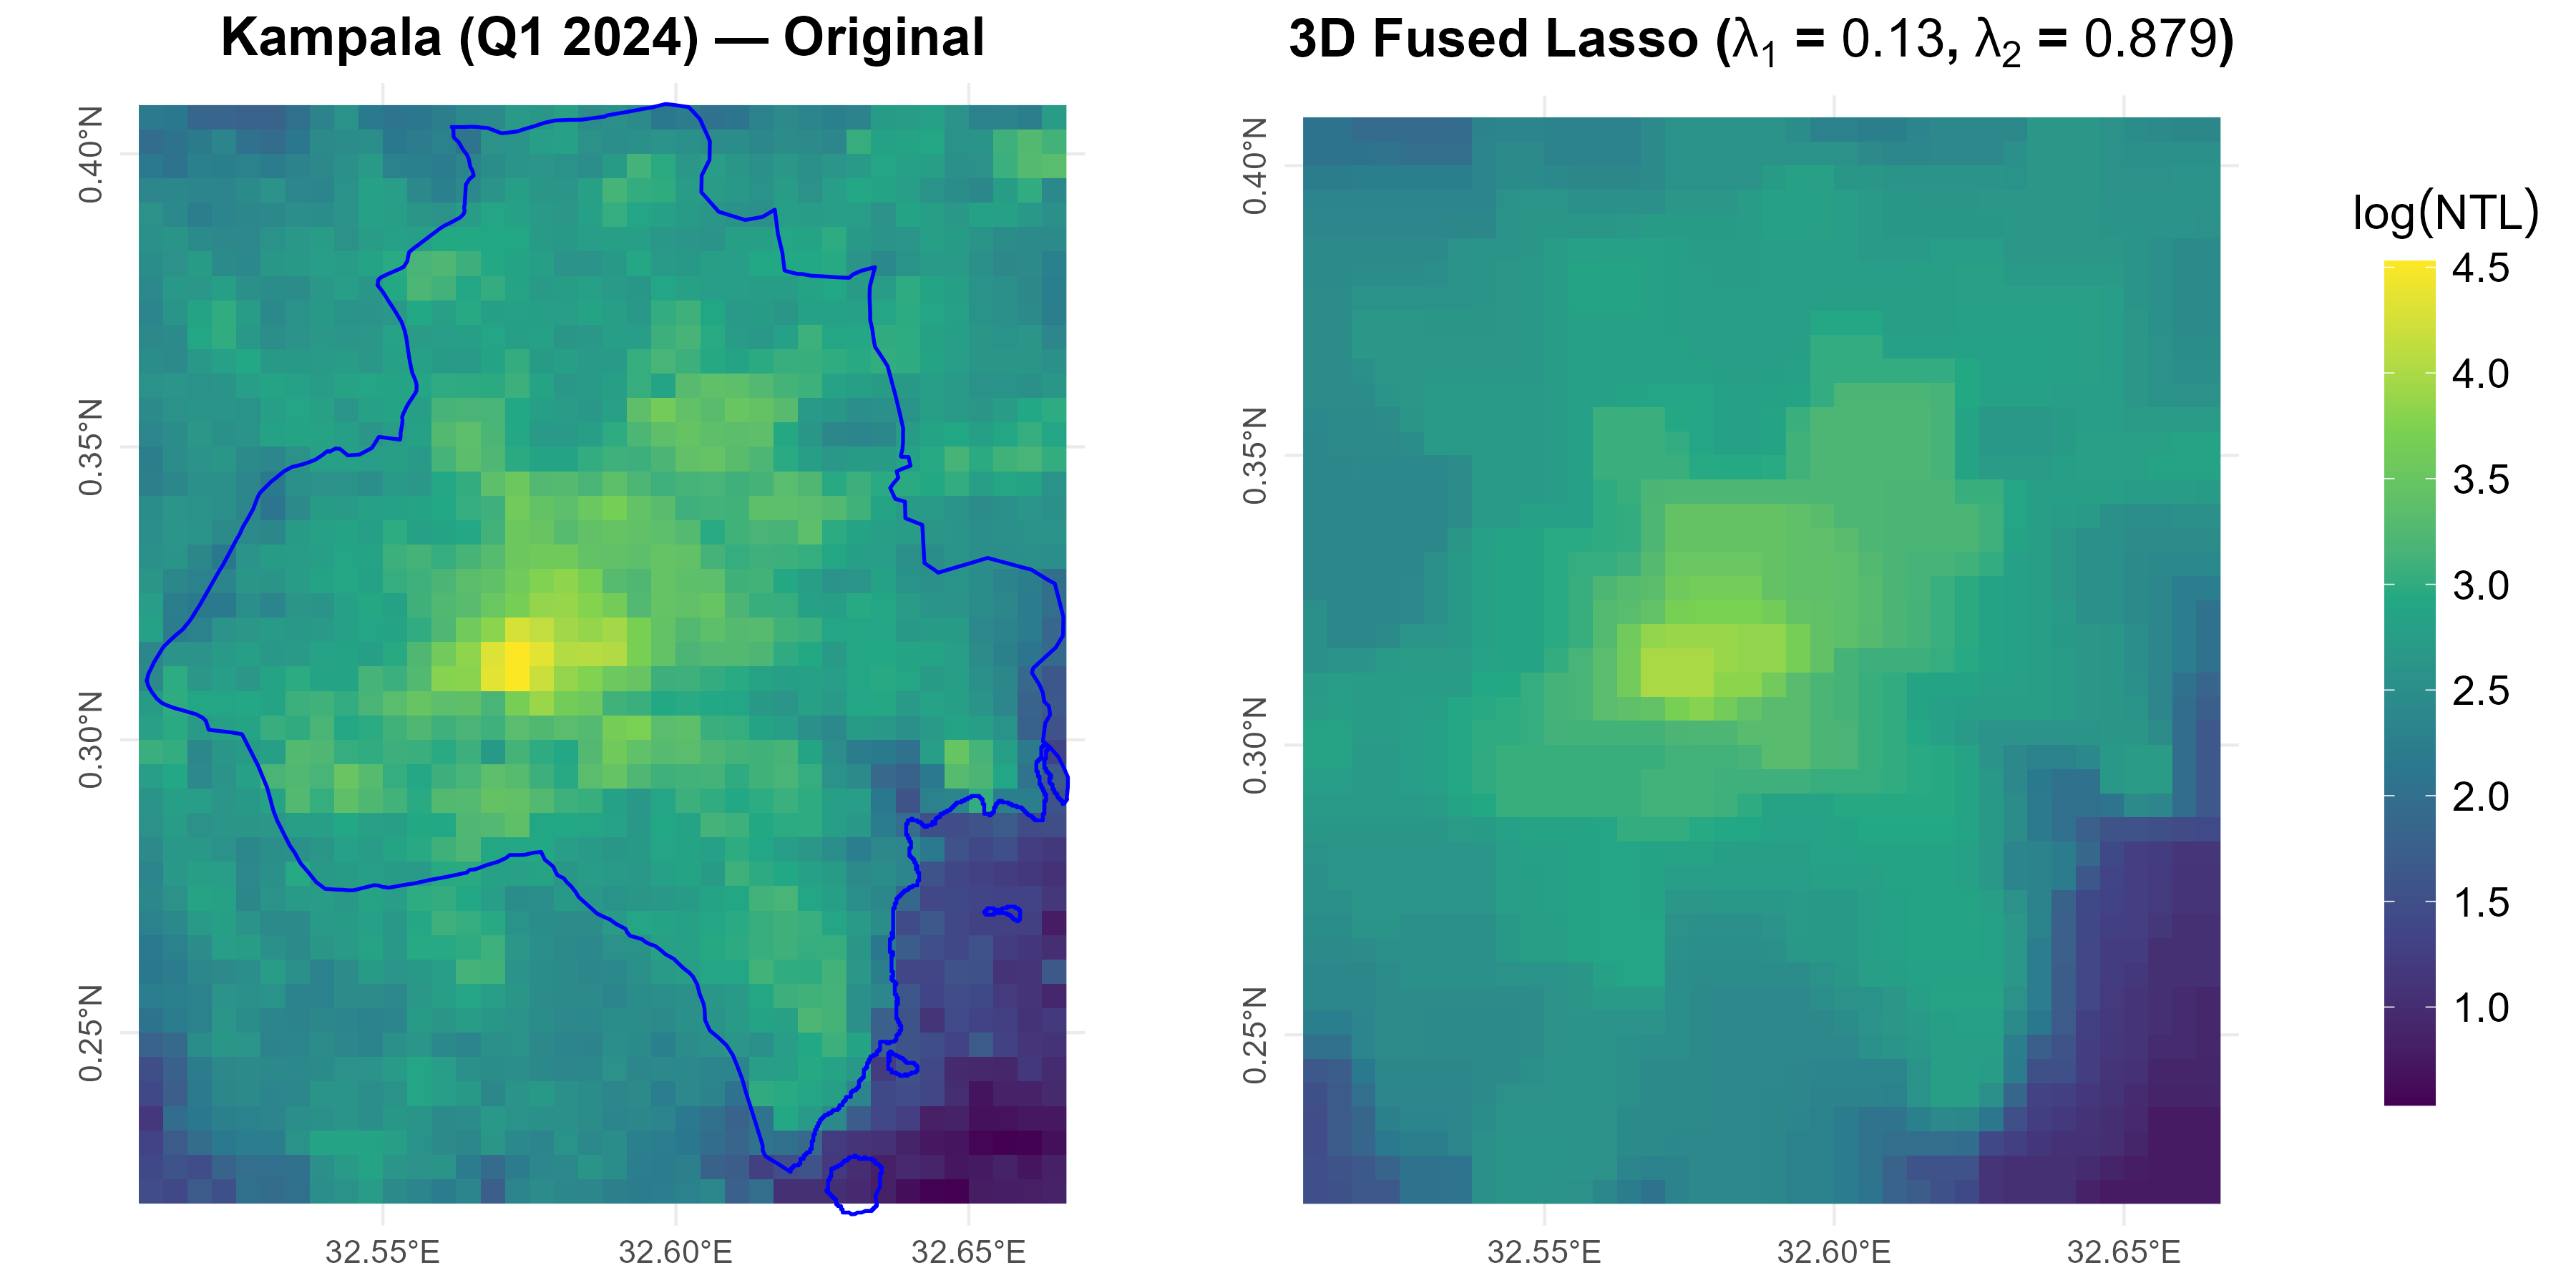 Kampala (Q1 2024) — Original
0.40°N
0.35°N
0.30°N
0.25°N
32.55°E 32.60°E 32.65°E
3D Fused Lasso (λ₁ = 0.13, λ₂ = 0.879)
0.40°N
0.35°N
0.30°N
0.25°N
32.55°E 32.60°E 32.65°E
log(NTL)
4.5
4.0
3.5
3.0
2.5
2.0
1.5
1.0